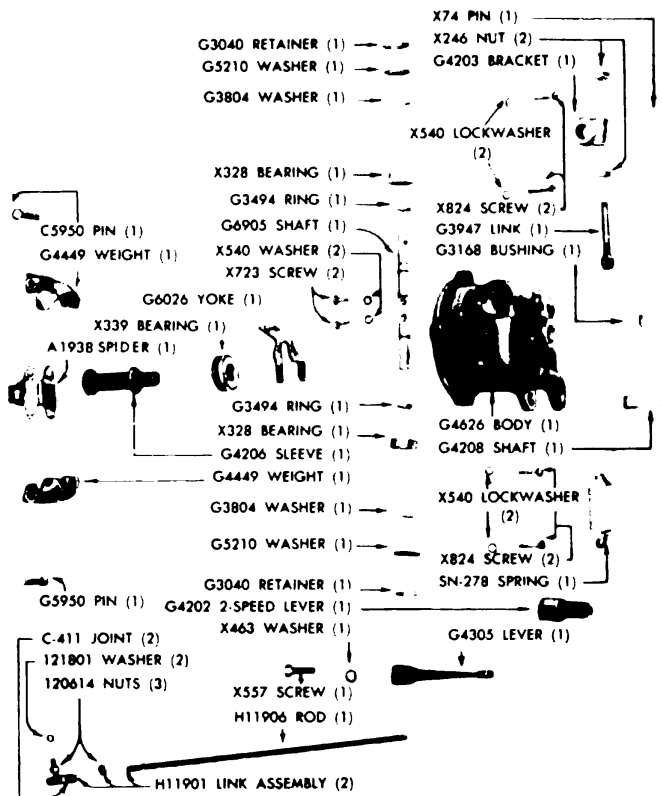 X74 PIN (1)
G3040 RETAINER (1)
X246 NUT (2)
G5210 WASHER (1)
G4203 BRACKET (1)
G3804 WASHER (1)
X540 LOCKWASHER
(2)
X328 BEARING (1)
G3494 RING (1)
X824 SCREW (2)
C5950 PIN (1)
G6905 SHAFT (1)
G3947 LINK (1)
G4449 WEIGHT (1)
X540 WASHER (2)
G3168 BUSHING (1)
X723 SCREW (2)
G6026 YOKE (1)
X339 BEARING (1)
A1938 SPIDER (1)
G3494 RING (1)
G4626 BODY (1)
X328 BEARING (1)
G4208 SHAFT (1)
G4206 SLEEVE (1)
G4449 WEIGHT (1)
X540 LOCKWASHER
(2)
G3804 WASHER (1)
G5210 WASHER (1)
X824 SCREW (2)
G3040 RETAINER (1)
SN-278 SPRING (1)
G5950 PIN (1)
G4202 2-SPEED LEVER (1)
X463 WASHER (1)
G4305 LEVER (1)
C-411 JOINT (2)
121801 WASHER (2)
120614 NUTS (3)
X557 SCREW (1)
H11906 ROD (1)
H11901 LINK ASSEMBLY (2)